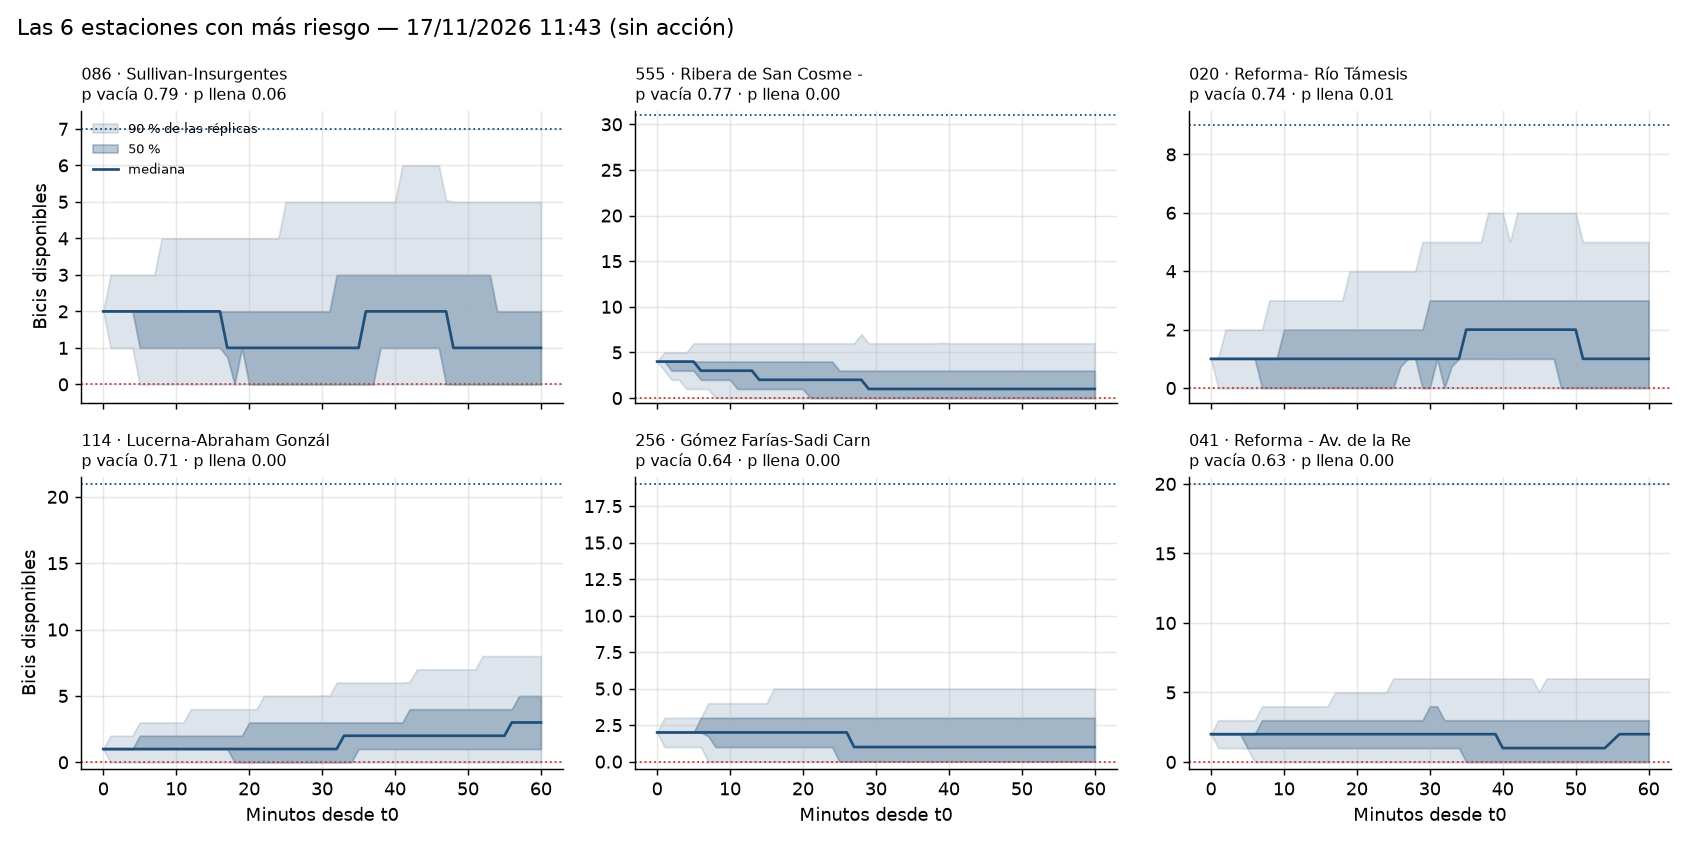 Las 6 estaciones con más riesgo — 17/11/2026 11:43 (sin acción)
086 · Sullivan-Insurgentes
p vacía 0.79 · p llena 0.06
7
6
5
4
3
2
1
0
Bicis disponibles
90 % de las réplicas
50 %
mediana
555 · Ribera de San Cosme -
p vacía 0.77 · p llena 0.00
30
25
20
15
10
5
0
020 · Reforma- Río Támesis
p vacía 0.74 · p llena 0.01
8
6
4
2
0
114 · Lucerna-Abraham Gonzál
p vacía 0.71 · p llena 0.00
20
15
10
5
0
Bicis disponibles
0 10 20 30 40 50 60
Minutos desde t0
256 · Gómez Farías-Sadi Carn
p vacía 0.64 · p llena 0.00
17.5
15.0
12.5
10.0
7.5
5.0
2.5
0.0
0 10 20 30 40 50 60
Minutos desde t0
041 · Reforma - Av. de la Re
p vacía 0.63 · p llena 0.00
20
15
10
5
0
0 10 20 30 40 50 60
Minutos desde t0